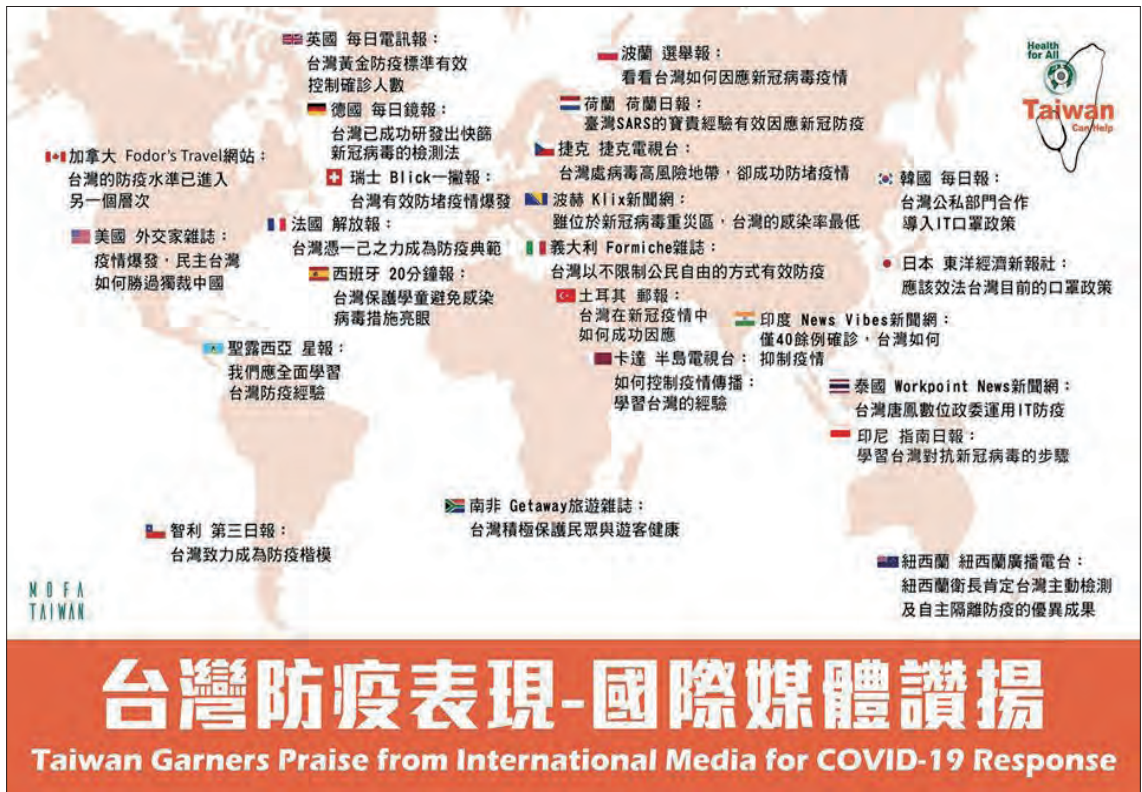 英國 每日電訊報：
台灣黃金防疫標準有效
控制確診人數
德國 每日鏡報：
台灣已成功研發出快篩
新冠病毒的檢測法
加拿大 Fodor's Travel網站：
台灣的防疫水準已進入
另一個層次
瑞士 Blick一撇報：
台灣有效防堵疫情爆發
美國 外交家雜誌：
疫情爆發，民主台灣
如何勝過獨裁中國
法國 解放報：
台灣憑一己之力成為防疫典範
西班牙 20分鐘報：
台灣保護學童避免感染
病毒措施亮眼
聖露西亞 星報：
我們應全面學習
台灣防疫經驗
智利 第三日報：
台灣致力成為防疫楷模
波蘭 選舉報：
看看台灣如何因應新冠病毒疫情
荷蘭 荷蘭日報：
臺灣SARS的寶貴經驗有效因應新冠防疫
捷克 捷克電視台：
台灣處病毒高風險地帶，卻成功防堵疫情
波赫 Klix新聞網：
雖位於新冠病毒重災區，台灣的感染率最低
義大利 Formiche雜誌：
台灣以不限制公民自由的方式有效防疫
土耳其 郵報：
台灣在新冠疫情中
如何成功因應
卡達 半島電視台：
如何控制疫情傳播：
學習台灣的經驗
南非 Getaway旅遊雜誌：
台灣積極保護民眾與遊客健康
Health
for All
Taiwan
Can Help
韓國 每日報：
台灣公私部門合作
導入IT口罩政策
日本 東洋經濟新報社：
應該效法台灣目前的口罩政策
印度 News Vibes新聞網：
僅40餘例確診，台灣如何
抑制疫情
泰國 Workpoint News新聞網：
台灣唐鳳數位政委運用IT防疫
印尼 指南日報：
學習台灣對抗新冠病毒的步驟
紐西蘭 紐西蘭廣播電台：
紐西蘭衛長肯定台灣主動檢測
及自主隔離防疫的優異成果
MOFA
TAIWAN
台灣防疫表現-國際媒體讚揚
Taiwan Garners Praise from International Media for COVID-19 Response